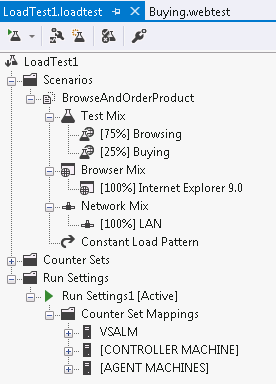 LoadTest1.loadtest Buying.webtest
LoadTest1
Scenarios
BrowseAndOrderProduct
Test Mix
[75%] Browsing
[25%] Buying
Browser Mix
[100%] Internet Explorer 9.0
Network Mix
[100%] LAN
Constant Load Pattern
Counter Sets
Run Settings
Run Settings1 [Active]
Counter Set Mappings
VSALM
[CONTROLLER MACHINE]
[AGENT MACHINES]